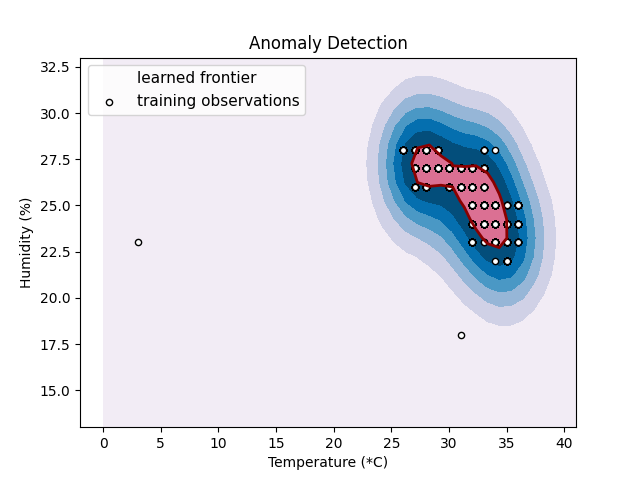 Anomaly Detection
learned frontier
training observations
32.5
30.0
27.5
25.0
22.5
20.0
17.5
15.0
Humidity (%)
0 5 10 15 20 25 30 35 40
Temperature (*C)